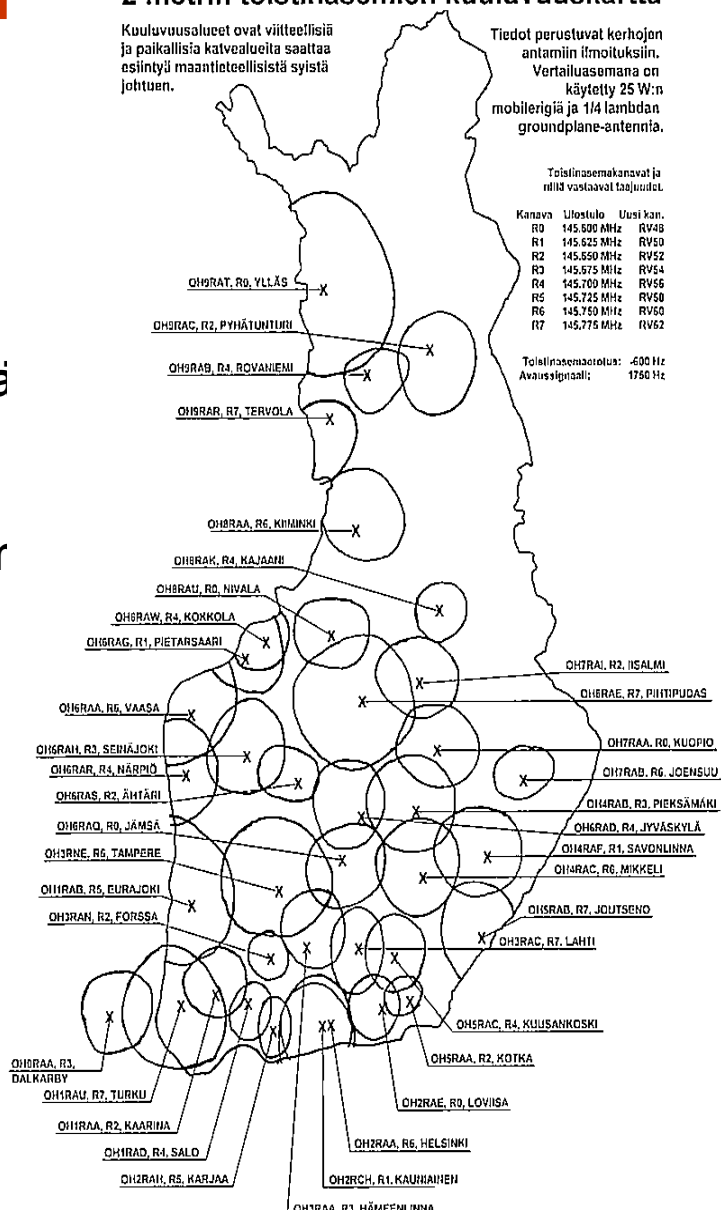 2 metrin toistinasemien kuuluvuuskartta
Kuuluvuusalueet ovat viitteellisiä
ja paikallisia katvealueita saattaa
esiintyä maantieteellisistä syistä
johtuen.
Tiedot perustuvat kerhojen
antamiin ilmoituksiin.
Vertailuasemana on
käytetty 25 W:n
mobilerigiä ja 1/4 lambdan
groundplane-antennia.
Toistinasemakanavat ja
niitä vastaavat taajuudet.
Kanava Ulostulo Uusi kan.
R0 145.600 MHz RV48
R1 145.625 MHz RV50
R2 145.650 MHz RV52
R3 145.675 MHz RV54
R4 145.700 MHz RV56
R5 145.725 MHz RV58
R6 145.750 MHz RV60
R7 145.775 MHz RV62
Toistinasemaerotus: -600 Hz
Avaussignaali: 1750 Hz
OH9RAT, R0, YLLÄS
OH9RAC, R2, PYHÄTUNTURI
OH9RAB, R4, ROVANIEMI
OH9RAR, R7, TERVOLA
OH8RAA, R6, KIIMINKI
OH8RAK, R4, KAJAANI
OH8RAU, R0, NIVALA
OH6RAW, R4, KOKKOLA
OH6RAG, R1, PIETARSAARI
OH7RAI, R2, IISALMI
OH6RAE, R7, PIHTIPUDAS
OH6RAA, R6, VAASA
OH7RAA, R0, KUOPIO
OH6RAH, R3, SEINÄJOKI
OH6RAR, R4, NÄRPIÖ
OH7RAB, R6, JOENSUU
OH6RAS, R2, ÄHTÄRI
OH4RAB, R3, PIEKSÄMÄKI
OH6RAQ, R0, JÄMSÄ
OH6RAD, R4, JYVÄSKYLÄ
OH3RNE, R6, TAMPERE
OH4RAF, R1, SAVONLINNA
OH4RAC, R6, MIKKELI
OH1RAB, R5, EURAJOKI
OH5RAB, R7, JOUTSENO
OH3RAN, R2, FORSSA
OH3RAC, R7, LAHTI
OH5RAC, R4, KUUSANKOSKI
OH5RAA, R2, KOTKA
OH0RAA, R3,
DALKARBY
OH1RAU, R7, TURKU
OH2RAE, R0, LOVIISA
OH1RAA, R2, KAARINA
OH2RAA, R6, HELSINKI
OH1RAD, R4, SALO
OH2RAH, R5, KARJAA
OH2RCH, R1, KAUNIAINEN
OH3RAA, R3, HÄMEENLINNA